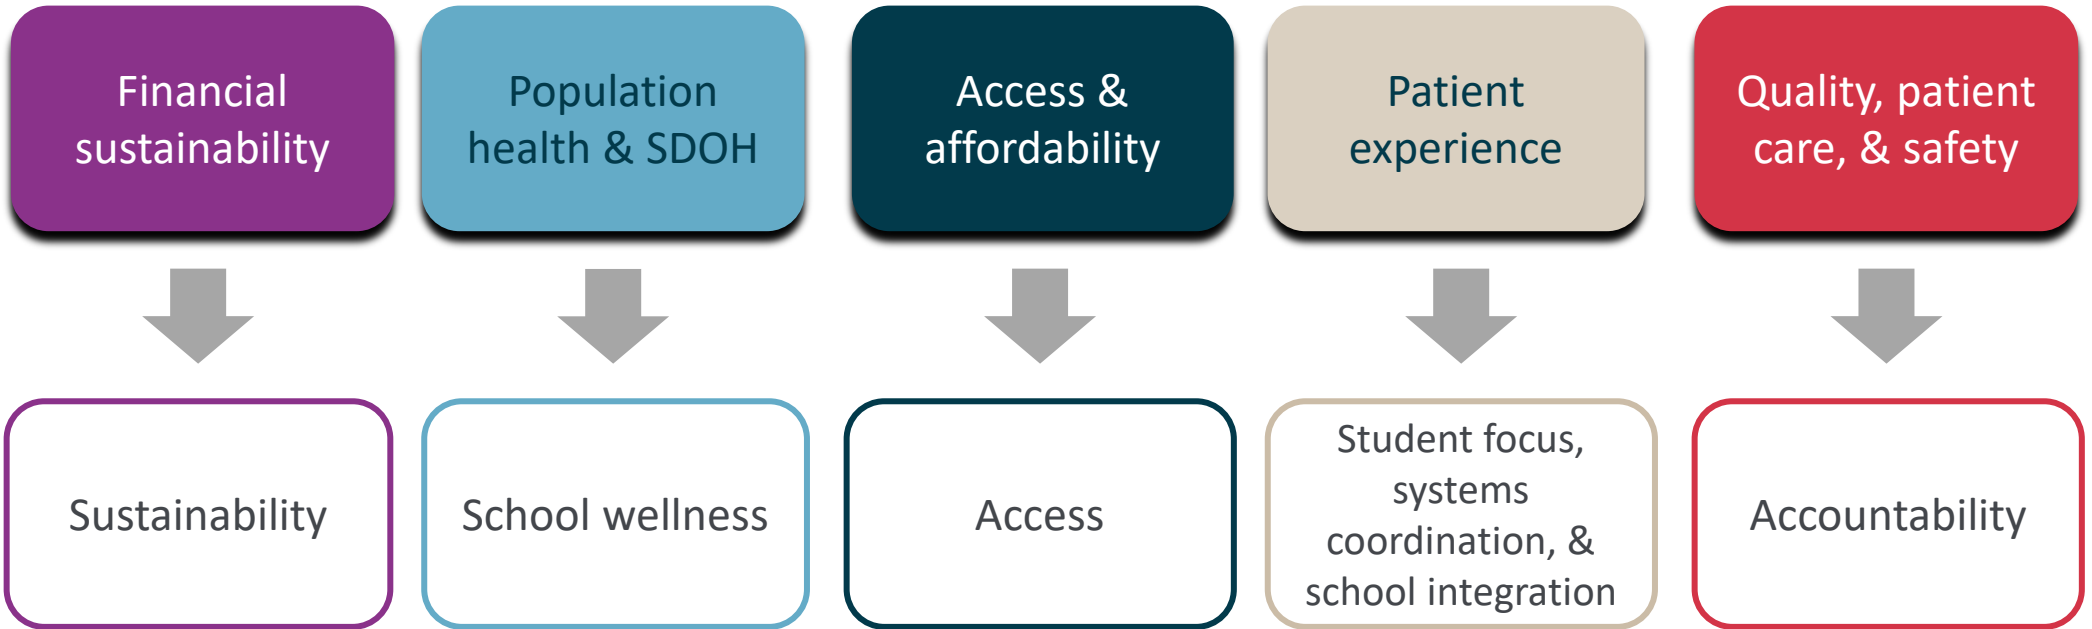 Financial
sustainability
Population
health & SDOH
Access &
affordability
Patient
experience
Quality, patient
care, & safety
Sustainability
School wellness
Access
Student focus,
systems
coordination, &
school integration
Accountability